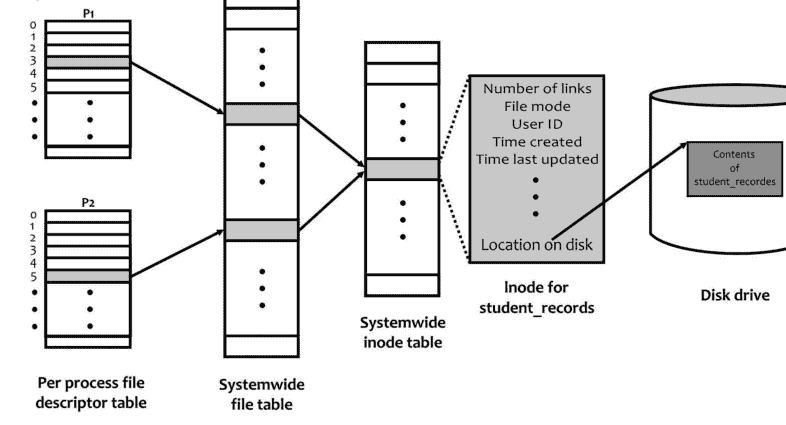 P1
0
1
2
3
4
5
P2
0
1
2
3
4
5
Per process file
descriptor table
Systemwide
file table
Systemwide
inode table
Number of links
File mode
User ID
Time created
Time last updated
Location on disk
Inode for
student_records
Contents
of
student_recordes
Disk drive